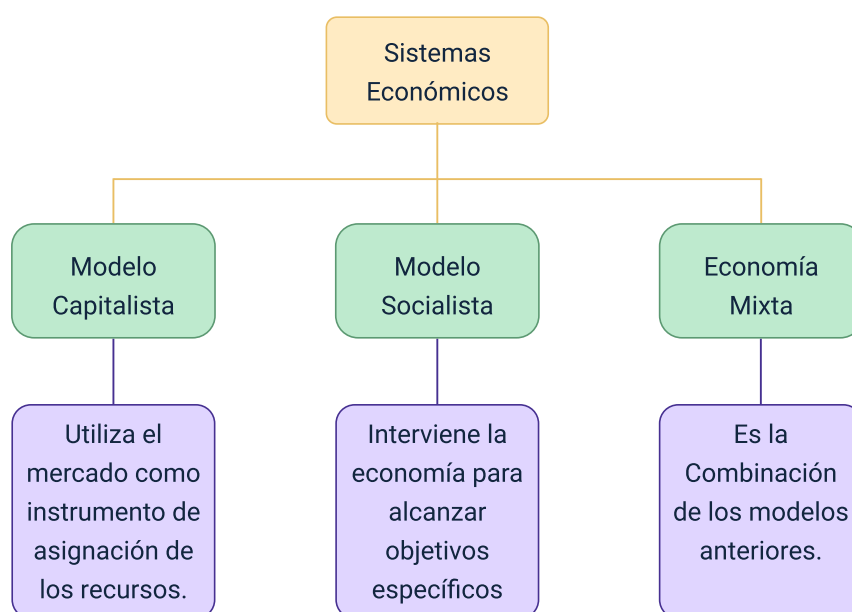 Sistemas
Económicos
Modelo
Capitalista
Modelo
Socialista
Economía
Mixta
Utiliza el
mercado como
instrumento de
asignación de
los recursos.
Interviene la
economía para
alcanzar
objetivos
específicos
Es la
Combinación
de los modelos
anteriores.